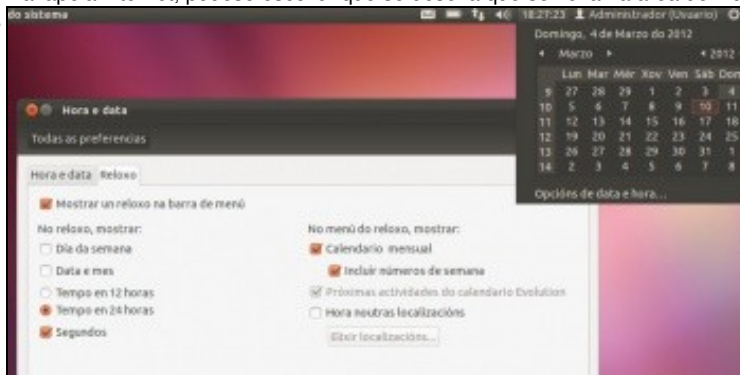 do sistema
18:27:23 Administrador (Usuario)
Domingo, 4 de Marzo do 2012
Marzo 2012
Lun Mar Mér Xov Ven Sáb Dom
9 27 28 29 1 2 3 4
10 5 6 7 8 9 10 11
11 12 13 14 15 16 17 18
12 19 20 21 22 23 24 25
13 26 27 28 29 30 31 1
14 2 3 4 5 6 7 8
Opcións de data e hora...
Hora e data
Todas as preferencias
Hora e data Reloxo
Mostrar un reloxo na barra de menú
No reloxo, mostrar:
Día da semana
Data e mes
Tempo en 12 horas
Tempo en 24 horas
Segundos
No menú do reloxo, mostrar:
Calendario mensual
Incluír números de semana
Próximas actividades do calendario Evolution
Hora noutras localizacións
Elixir localizacións...